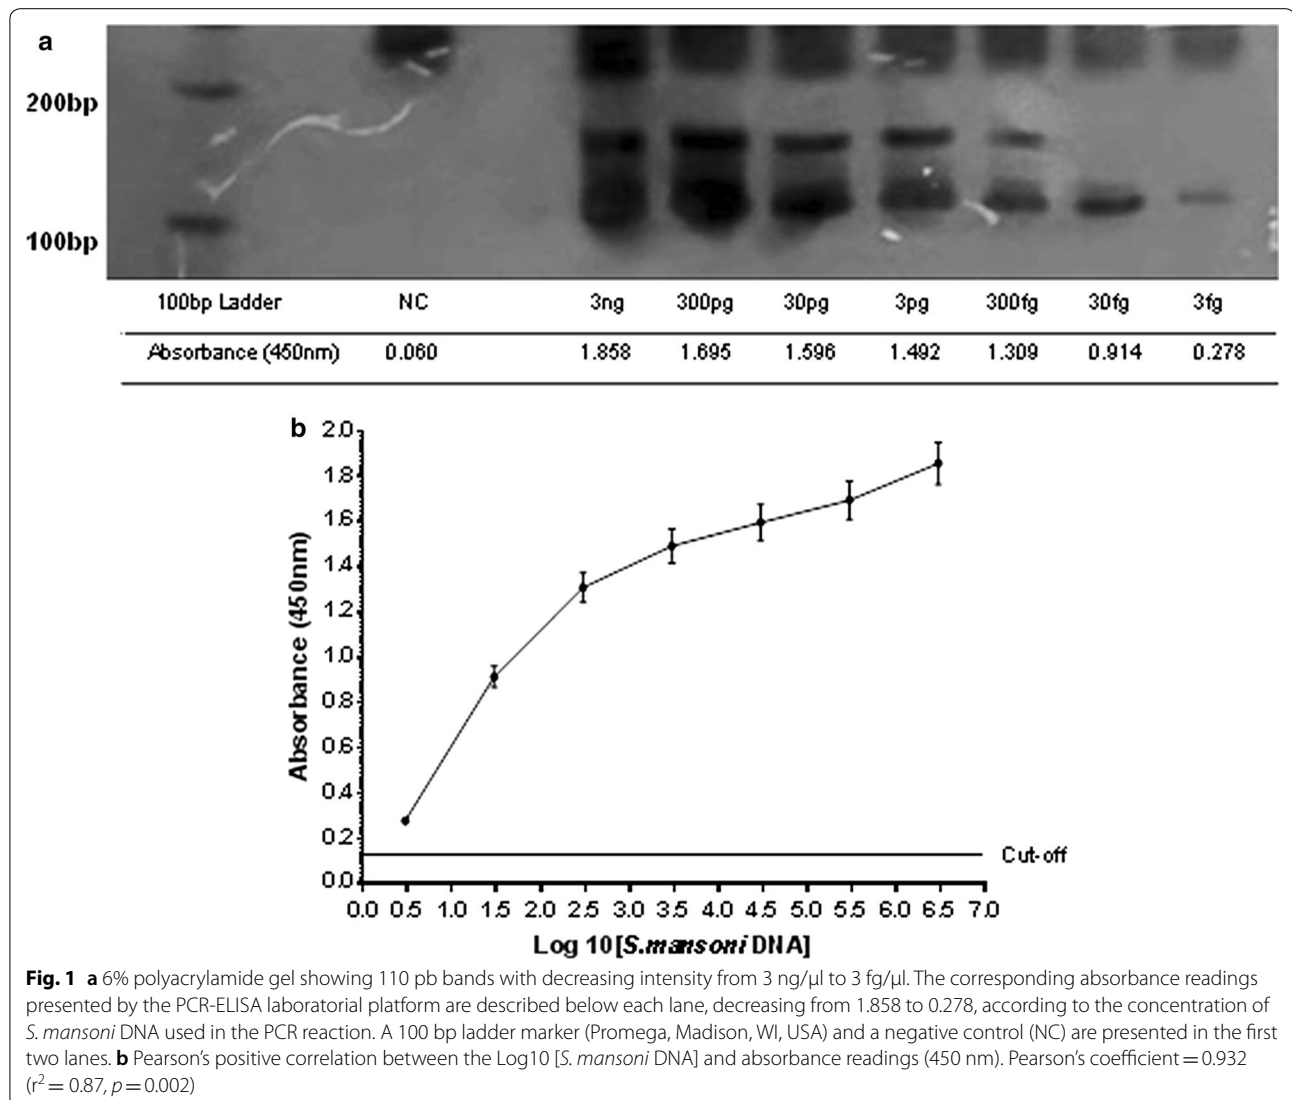 a
200bp
100bp
100bp Ladder NC 3ng 300pg 30pg 3pg 300fg 30fg 3fg
Absorbance (450nm) 0.060 1.858 1.695 1.596 1.492 1.309 0.914 0.278
b
2.0
1.8
1.6
1.4
1.2
1.0
0.8
0.6
0.4
0.2
0.0
Absorbance (450nm)
Cut-off
0.0 0.5 1.0 1.5 2.0 2.5 3.0 3.5 4.0 4.5 5.0 5.5 6.0 6.5 7.0
Log 10[S.mansoni DNA]
Fig. 1 a 6% polyacrylamide gel showing 110 pb bands with decreasing intensity from 3 ng/µl to 3 fg/µl. The corresponding absorbance readings
presented by the PCR-ELISA laboratorial platform are described below each lane, decreasing from 1.858 to 0.278, according to the concentration of
S. mansoni DNA used in the PCR reaction. A 100 bp ladder marker (Promega, Madison, WI, USA) and a negative control (NC) are presented in the first
two lanes. b Pearson's positive correlation between the Log10 [S. mansoni DNA] and absorbance readings (450 nm). Pearson's coefficient = 0.932
(r² = 0.87, p = 0.002)